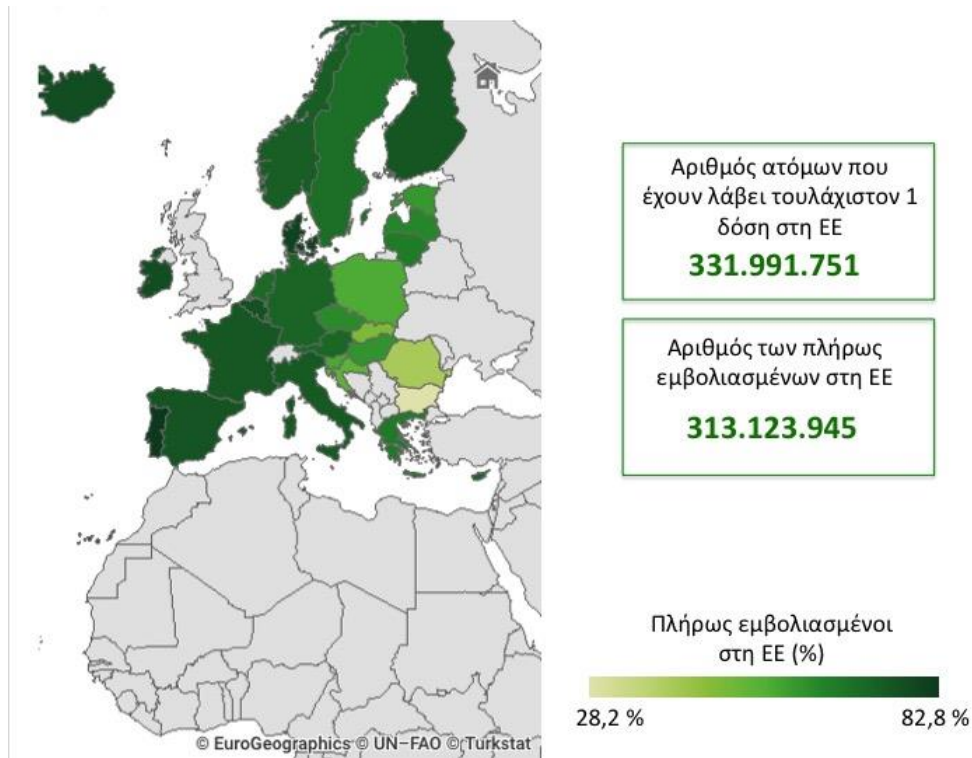 Αριθμός ατόμων που
έχουν λάβει τουλάχιστον 1
δόση στη ΕΕ
331.991.751
Αριθμός των πλήρως
εμβολιασμένων στη ΕΕ
313.123.945
Πλήρως εμβολιασμένοι
στη ΕΕ (%)
28,2 % 82,8 %
© EuroGeographics © UN–FAO © Turkstat